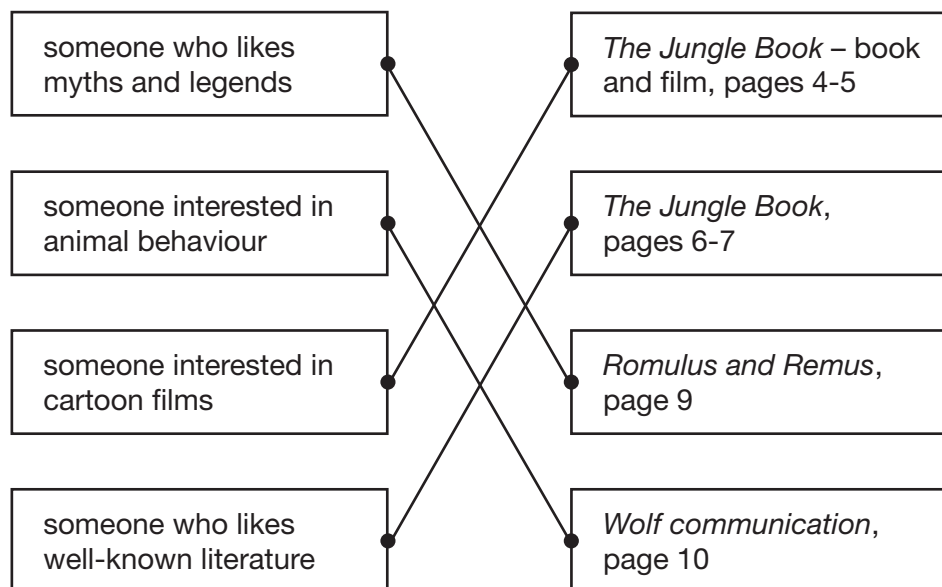 someone who likes
myths and legends
The Jungle Book – book
and film, pages 4-5
someone interested in
animal behaviour
The Jungle Book,
pages 6-7
someone interested in
cartoon films
Romulus and Remus,
page 9
someone who likes
well-known literature
Wolf communication,
page 10